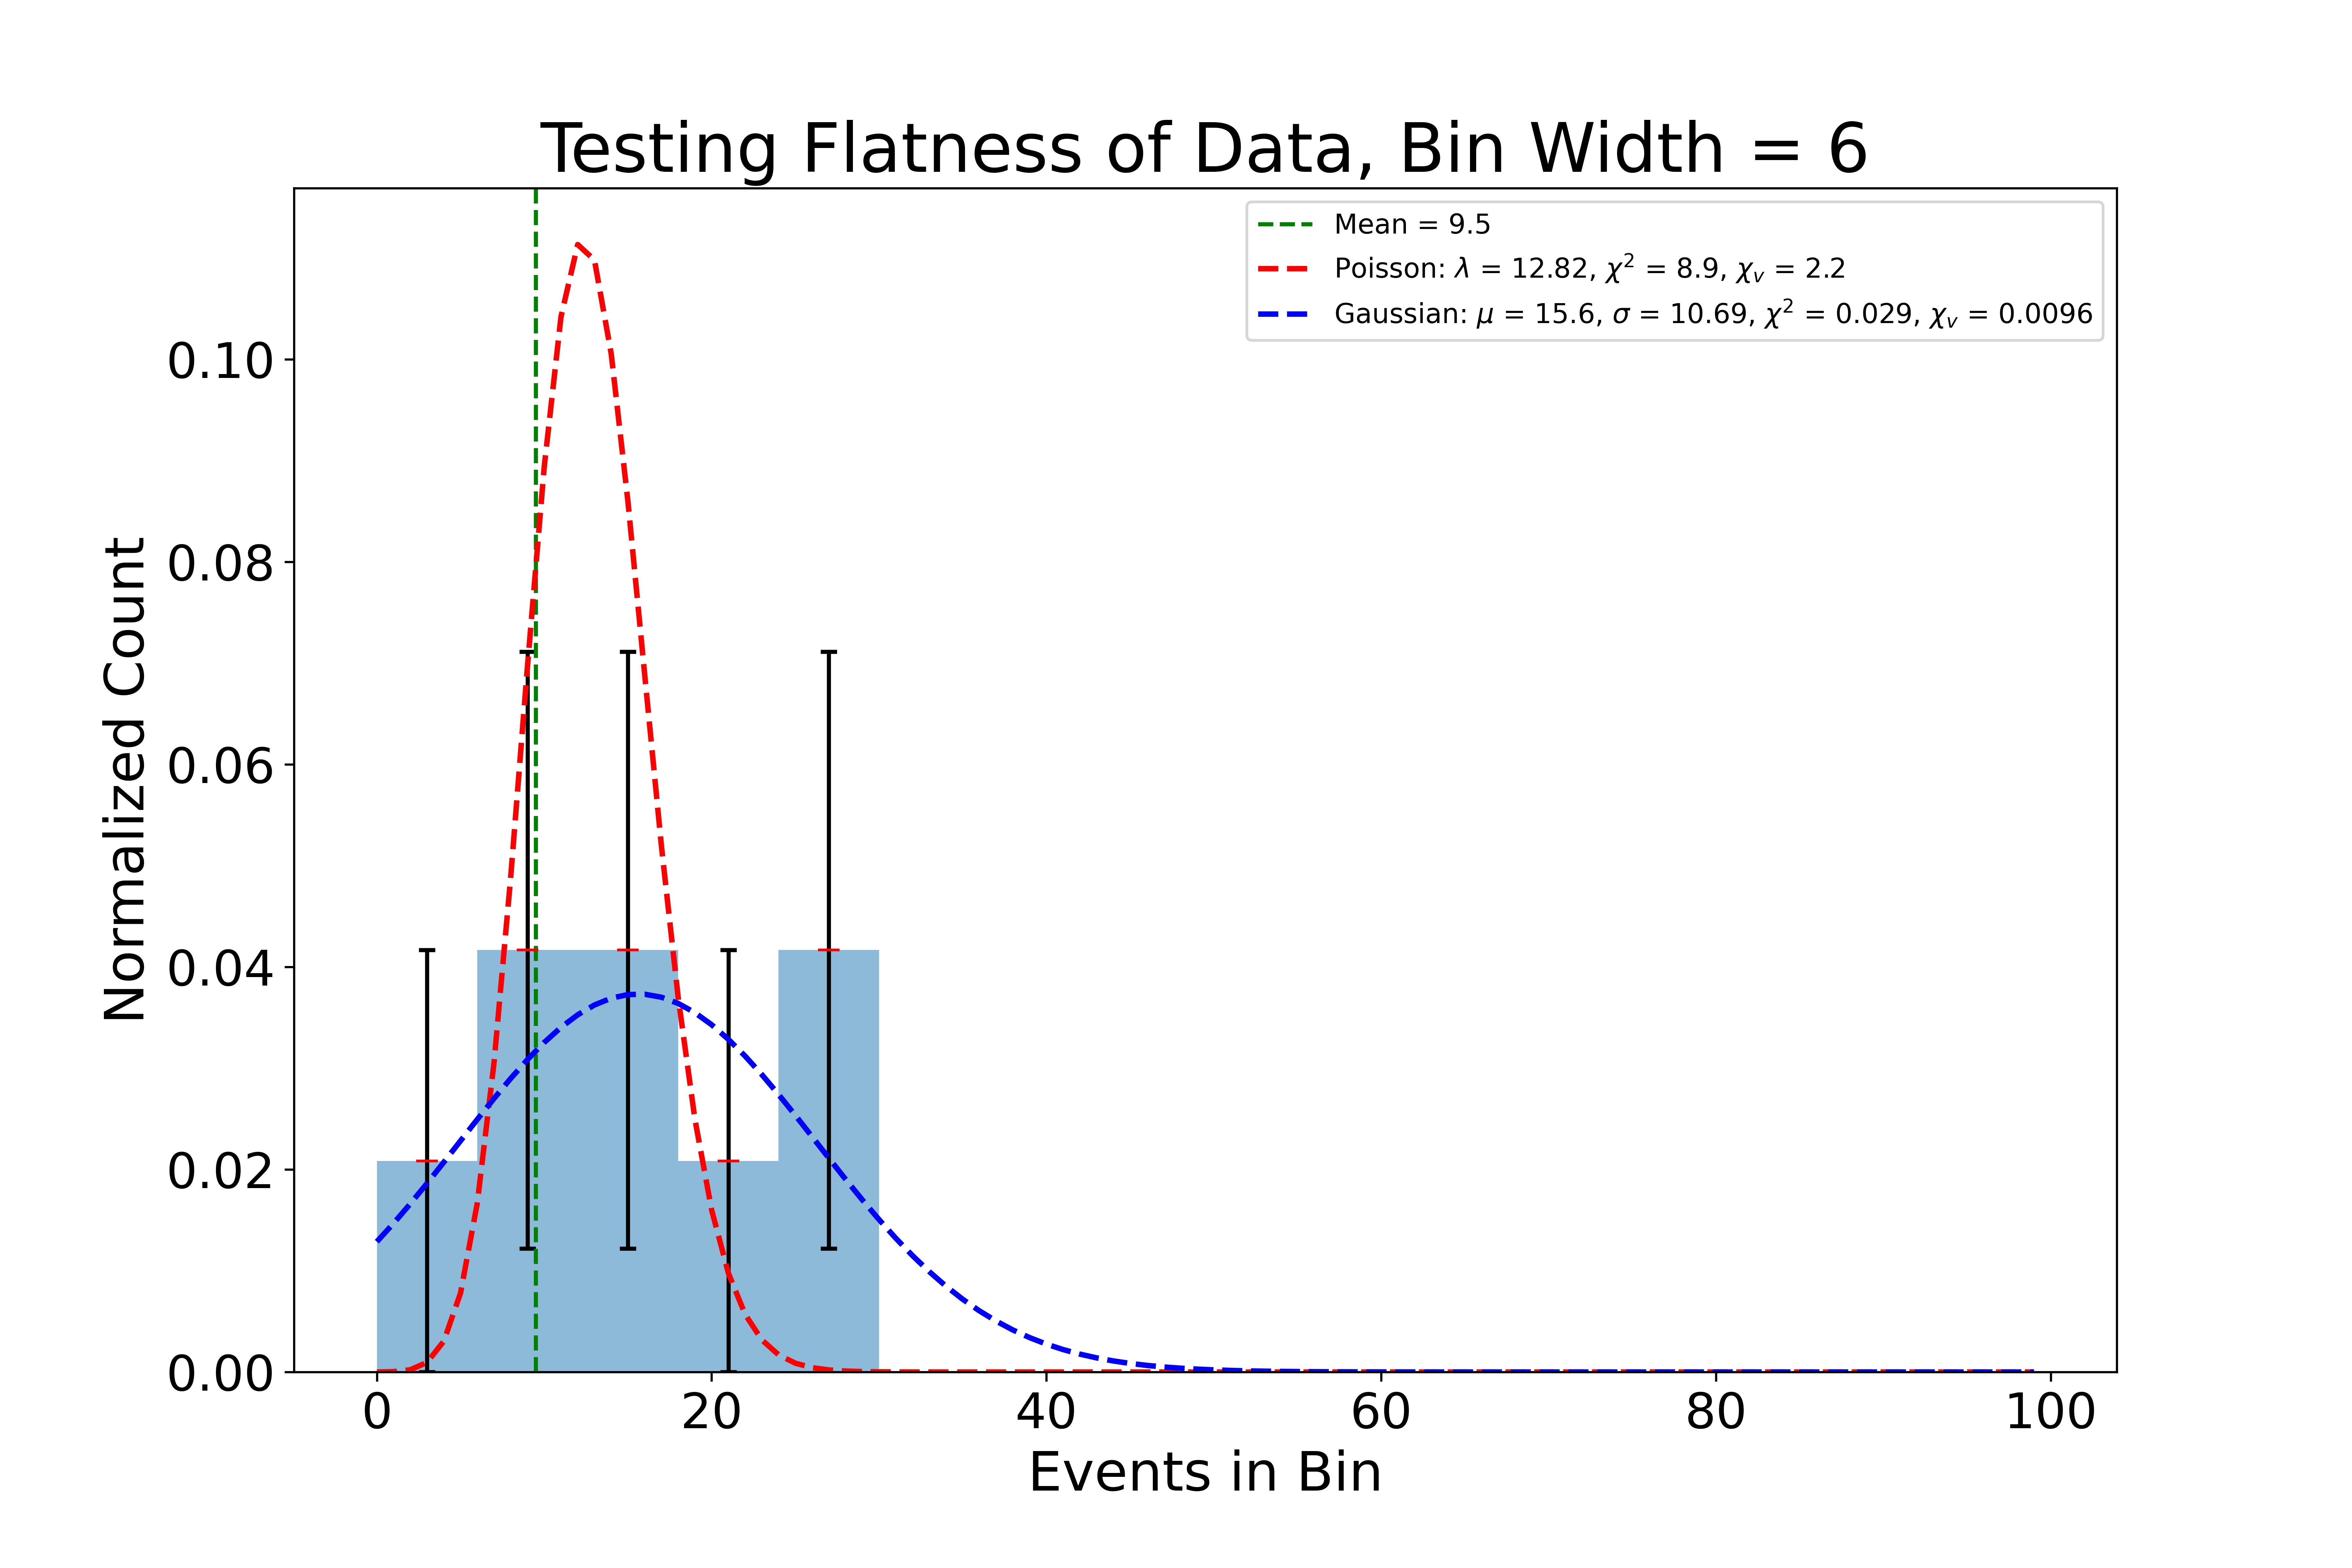 Testing Flatness of Data, Bin Width = 6
Mean = 9.5
Poisson: λ = 12.82, χ² = 8.9, χᵥ = 2.2
Gaussian: μ = 15.6, σ = 10.69, χ² = 0.029, χᵥ = 0.0096
Normalized Count
0.10
0.08
0.06
0.04
0.02
0.00
0 20 40 60 80 100
Events in Bin